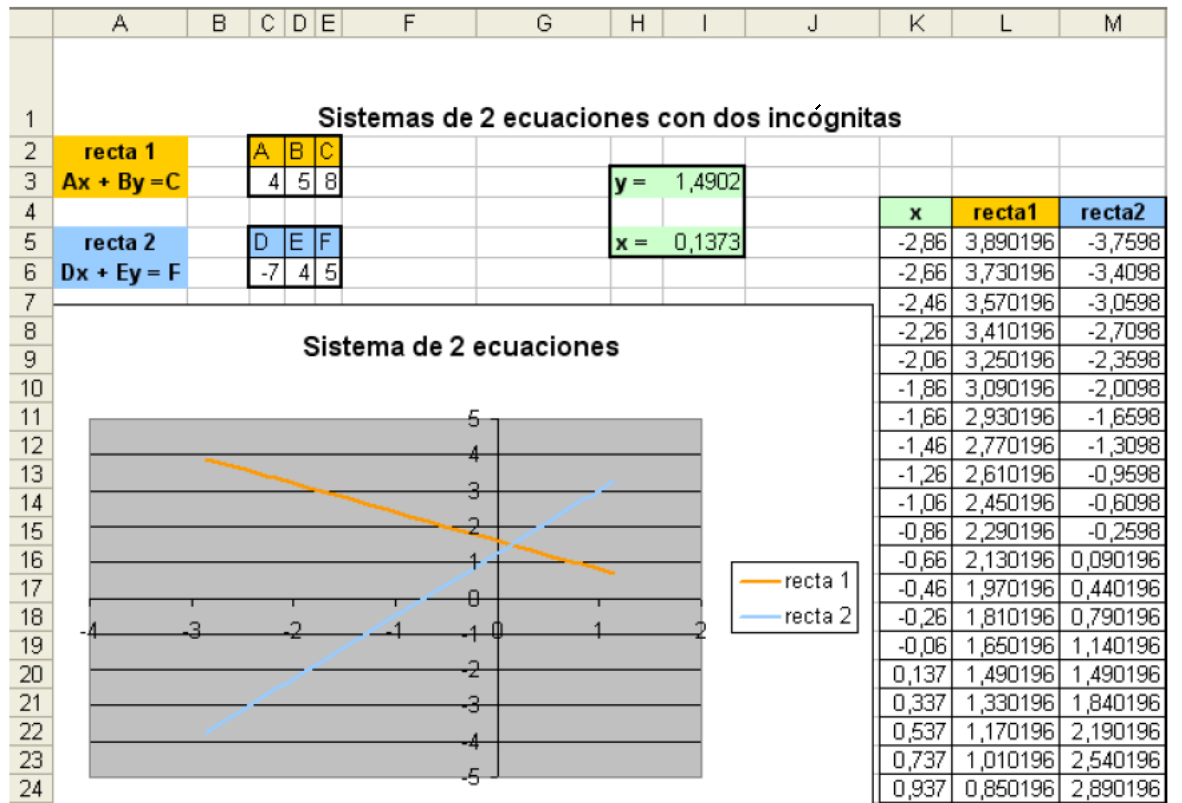 A B C D E F G H I J K L M
1 Sistemas de 2 ecuaciones con dos incógnitas
2 recta 1 A B C
3 Ax + By =C 4 5 8 y = 1,4902
4 x recta1 recta2
5 recta 2 D E F x = 0,1373 -2,86 3,890196 -3,7598
6 Dx + Ey = F -7 4 5 -2,66 3,730196 -3,4098
7 -2,46 3,570196 -3,0598
8 -2,26 3,410196 -2,7098
Sistema de 2 ecuaciones
9 -2,06 3,250196 -2,3598
10 -1,86 3,090196 -2,0098
11 5 -1,66 2,930196 -1,6598
12 4 -1,46 2,770196 -1,3098
13 3 -1,26 2,610196 -0,9598
14 -1,06 2,450196 -0,6098
15 2 -0,86 2,290196 -0,2598
16 1 -0,66 2,130196 0,090196
17 recta 1 -0,46 1,970196 0,440196
18 0 recta 2 -0,26 1,810196 0,790196
-4 -3 -2 -1 0 1 2
19 -1 -0,06 1,650196 1,140196
20 -2 0,137 1,490196 1,490196
21 -3 0,337 1,330196 1,840196
22 -4 0,537 1,170196 2,190196
23 0,737 1,010196 2,540196
24 -5 0,937 0,850196 2,890196